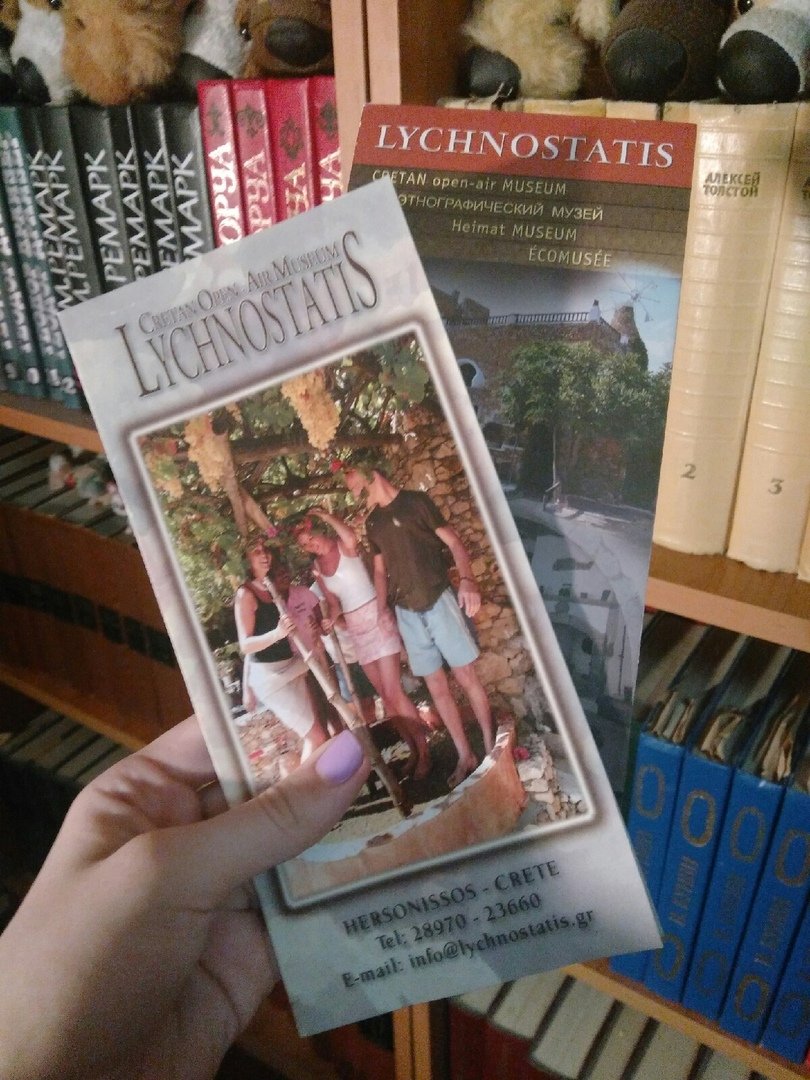 LYCHNOSTATIS
CRETAN open-air MUSEUM
ЭТНОГРАФИЧЕСКИЙ МУЗЕЙ
Heimat MUSEUM
ÉCOMUSÉE
CRETAN OPEN-AIR MUSEUM
LYCHNOSTATIS
HERSONISSOS - CRETE
Tel: 28970 - 23660
E-mail: info@lychnostatis.gr
РЕМАРК
РЕМАРК
РЕМАРК
РЕМАРК
РЕМАРК
АЛЕКСЕЙ
ТОЛСТОЙ
2
3